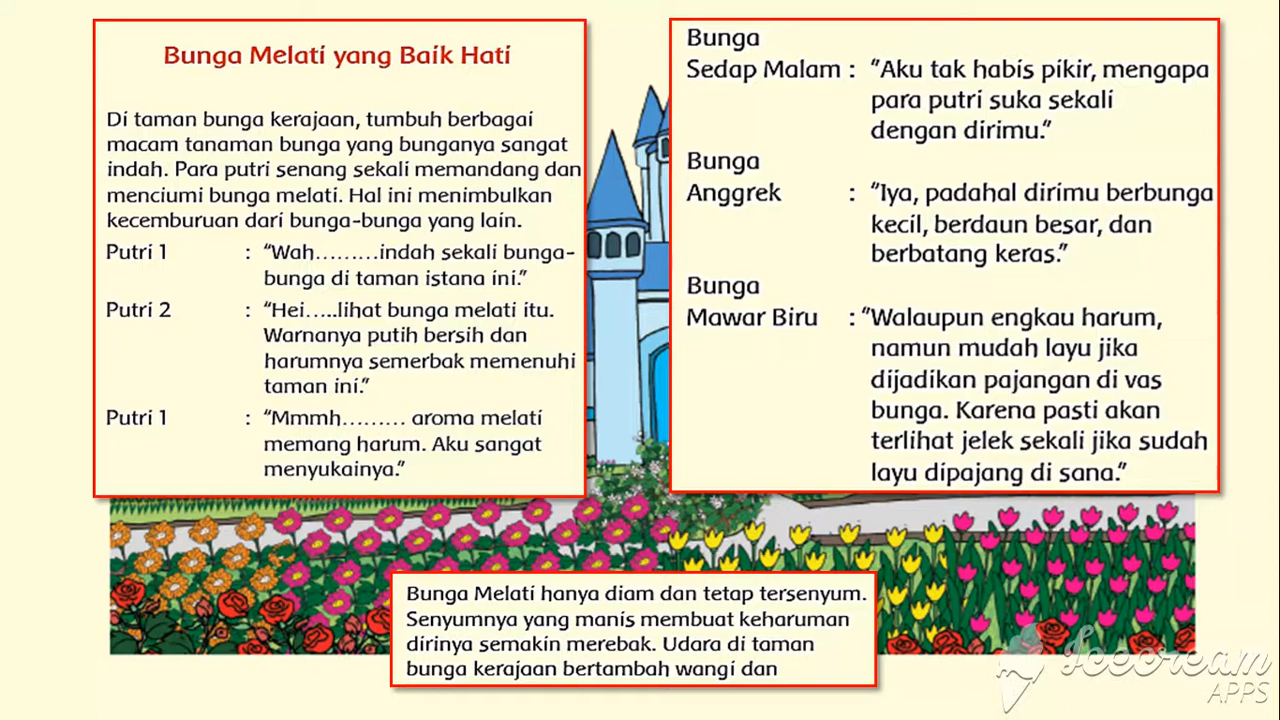 Bunga Melati yang Baik Hati
Di taman bunga kerajaan, tumbuh berbagai
macam tanaman bunga yang bunganya sangat
indah. Para putri senang sekali memandang dan
menciumi bunga melati. Hal ini menimbulkan
kecemburuan dari bunga-bunga yang lain.
Putri 1 : “Wah………indah sekali bunga-
bunga di taman istana ini.”
Putri 2 : “Hei…..lihat bunga melati itu.
Warnanya putih bersih dan
harumnya semerbak memenuhi
taman ini.”
Putri 1 : “Mmmh……… aroma melati
memang harum. Aku sangat
menyukainya.”
Bunga
Sedap Malam : “Aku tak habis pikir, mengapa
para putri suka sekali
dengan dirimu.”
Bunga
Anggrek : “Iya, padahal dirimu berbunga
kecil, berdaun besar, dan
berbatang keras.”
Bunga
Mawar Biru : “Walaupun engkau harum,
namun mudah layu jika
dijadikan pajangan di vas
bunga. Karena pasti akan
terlihat jelek sekali jika sudah
layu dipajang di sana.”
Bunga Melati hanya diam dan tetap tersenyum.
Senyumnya yang manis membuat keharuman
dirinya semakin merebak. Udara di taman
bunga kerajaan bertambah wangi dan
Icecream
APPS